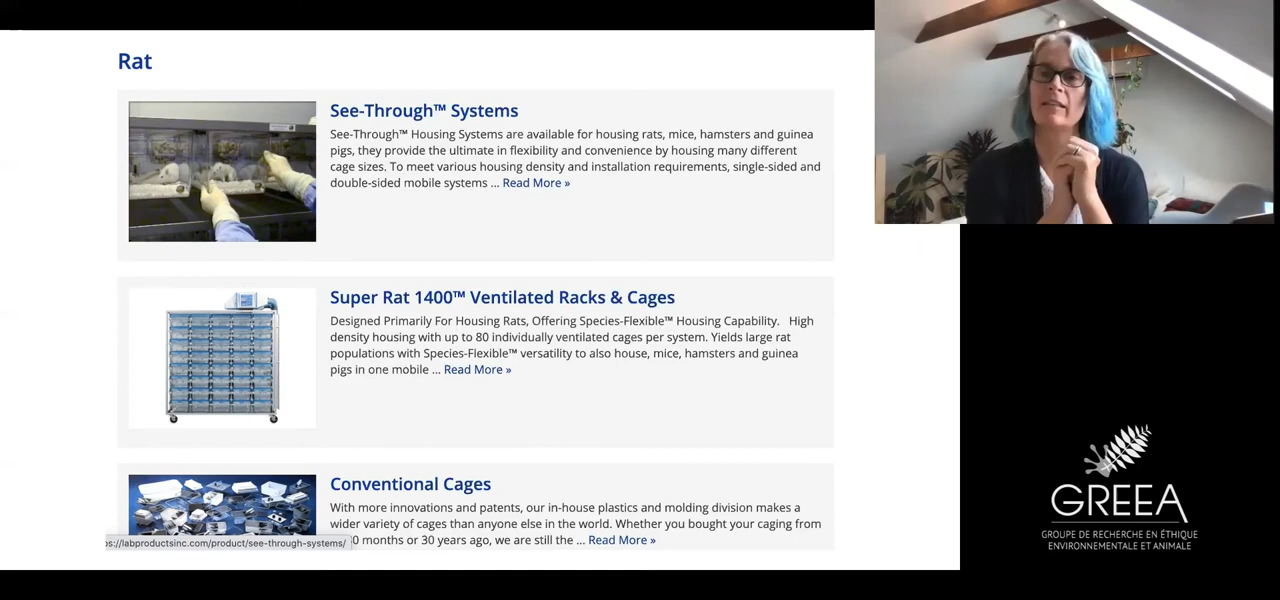 Rat
See-Through™ Systems
See-Through™ Housing Systems are available for housing rats, mice, hamsters and guinea
pigs, they provide the ultimate in flexibility and convenience by housing many different
cage sizes. To meet various housing density and installation requirements, single-sided and
double-sided mobile systems ... Read More »
Super Rat 1400™ Ventilated Racks & Cages
Designed Primarily For Housing Rats, Offering Species-Flexible™ Housing Capability. High
density housing with up to 80 individually ventilated cages per system. Yields large rat
populations with Species-Flexible™ versatility to also house, mice, hamsters and guinea
pigs in one mobile ... Read More »
Conventional Cages
With more innovations and patents, our in-house plastics and molding division makes a
wider variety of cages than anyone else in the world. Whether you bought your caging from
0 months or 30 years ago, we are still the ... Read More »
ps://labproductsinc.com/product/see-through-systems/
GREEA
GROUPE DE RECHERCHE EN ÉTHIQUE
ENVIRONNEMENTALE ET ANIMALE